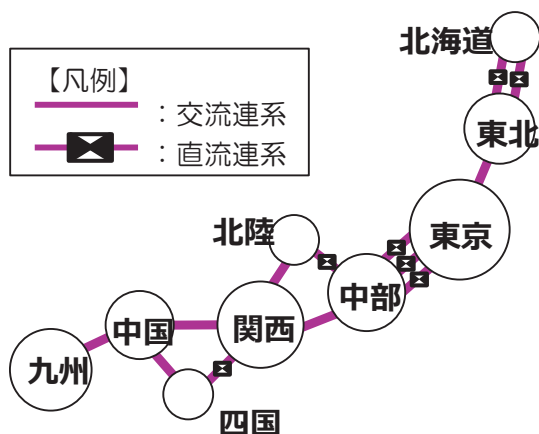 北海道
【凡例】
：交流連系
：直流連系
東北
東京
北陸
中部
関西
中国
九州
四国